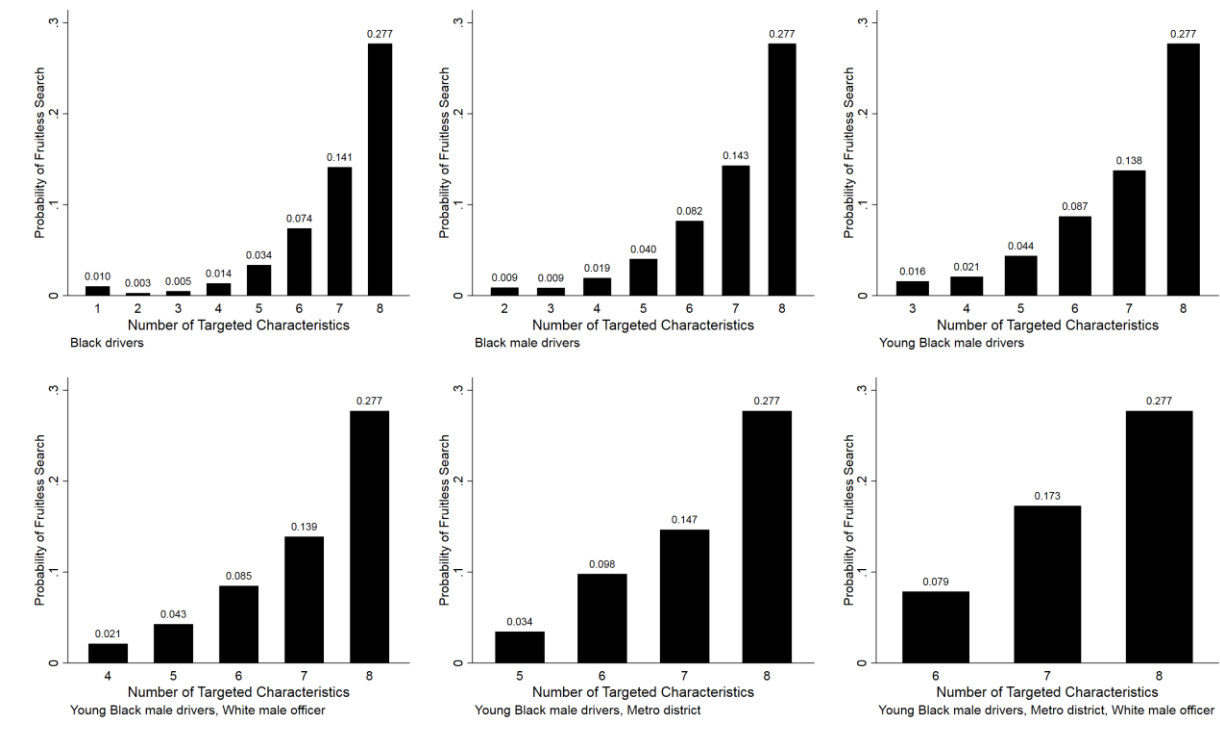 Probability of Fruitless Search
.3
.2
.1
0
0.010
0.003
0.005
0.014
0.034
0.074
0.141
0.277
1 2 3 4 5 6 7 8
Number of Targeted Characteristics
Black drivers
Probability of Fruitless Search
.3
.2
.1
0
0.009
0.009
0.019
0.040
0.082
0.143
0.277
2 3 4 5 6 7 8
Number of Targeted Characteristics
Black male drivers
Probability of Fruitless Search
.3
.2
.1
0
0.016
0.021
0.044
0.087
0.138
0.277
3 4 5 6 7 8
Number of Targeted Characteristics
Young Black male drivers
Probability of Fruitless Search
.3
.2
.1
0
0.021
0.043
0.085
0.139
0.277
4 5 6 7 8
Number of Targeted Characteristics
Young Black male drivers, White male officer
Probability of Fruitless Search
.3
.2
.1
0
0.034
0.098
0.147
0.277
5 6 7 8
Number of Targeted Characteristics
Young Black male drivers, Metro district
Probability of Fruitless Search
.3
.2
.1
0
0.079
0.173
0.277
6 7 8
Number of Targeted Characteristics
Young Black male drivers, Metro district, White male officer